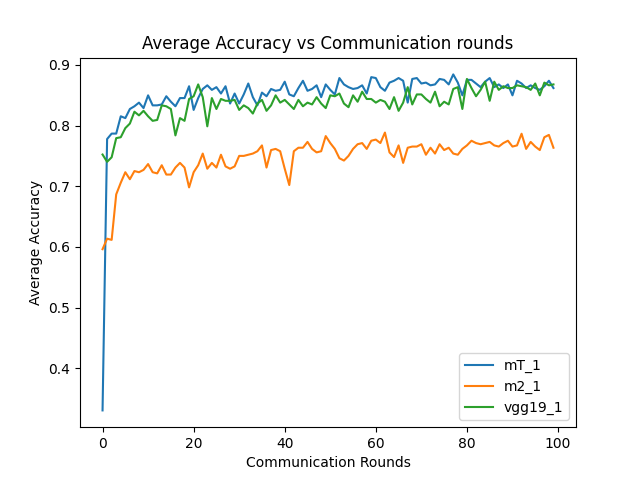 Average Accuracy vs Communication rounds
Average Accuracy
0.9
0.8
0.7
0.6
0.5
0.4
0
20
40
60
80
100
Communication Rounds
mT_1
m2_1
vgg19_1